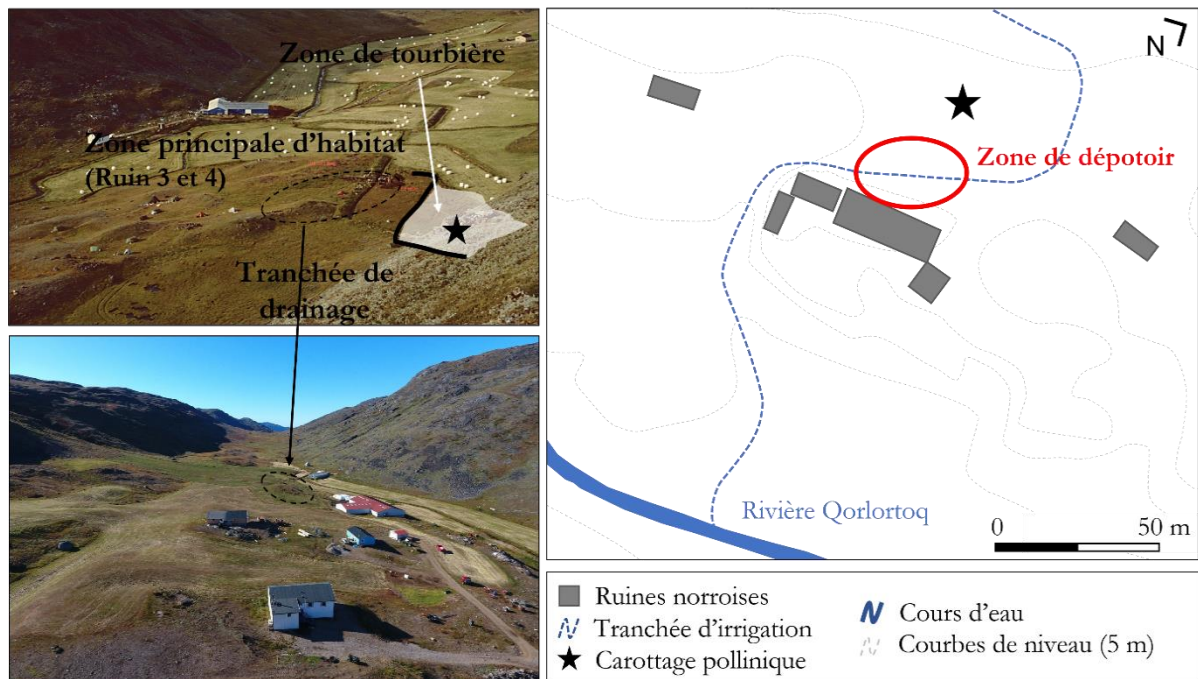 Zone de tourbière
Zone principale d'habitat
(Ruin 3 et 4)
Tranchée de
drainage
N
Zone de dépotoir
Rivière Qorlortoq
0 50 m
Ruines norroises
Tranchée d'irrigation
Carottage pollinique
Cours d'eau
Courbes de niveau (5 m)